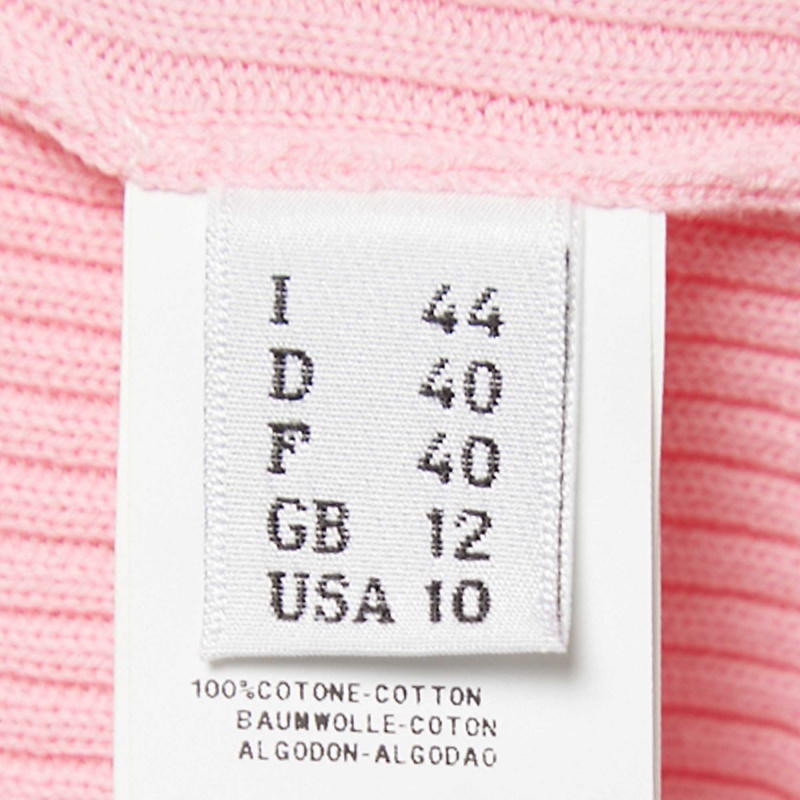 I 44
D 40
F 40
GB 12
USA 10
100%COTONE-COTTON
BAUMWOLLE-COTON
ALGODON-ALGODAO